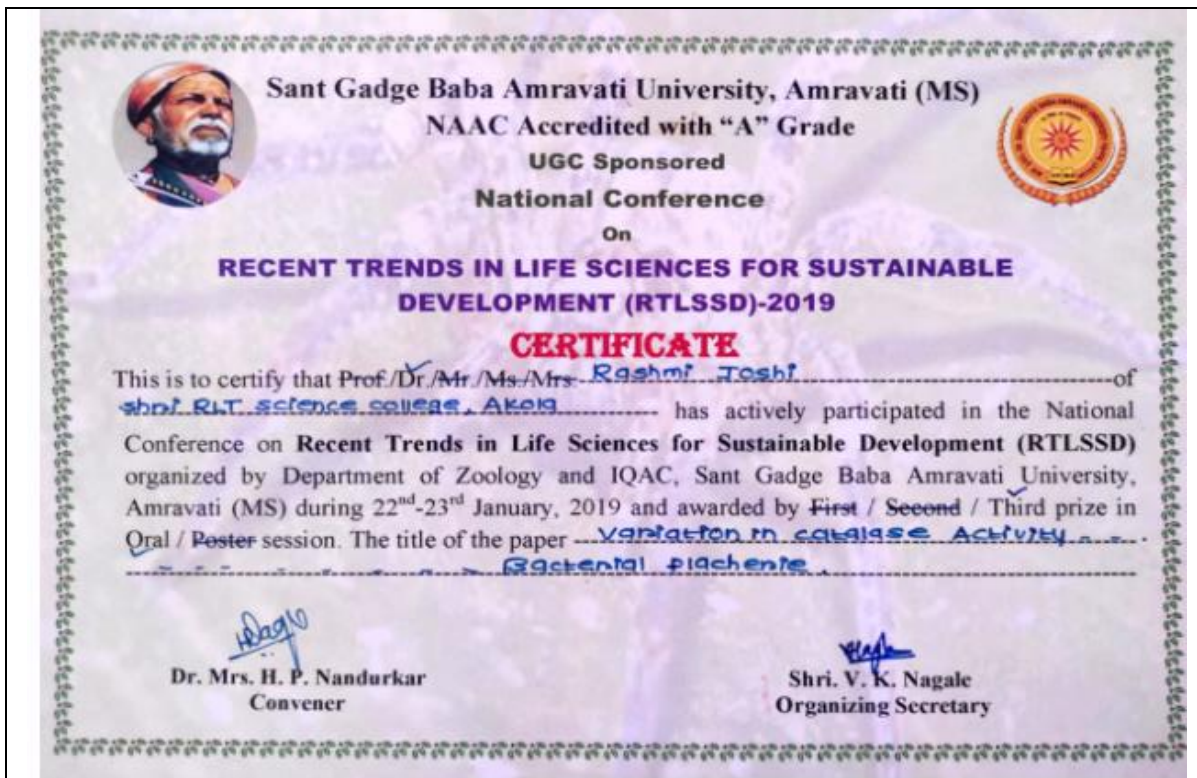 Sant Gadge Baba Amravati University, Amravati (MS)
NAAC Accredited with “A” Grade
UGC Sponsored
National Conference
On
RECENT TRENDS IN LIFE SCIENCES FOR SUSTAINABLE
DEVELOPMENT (RTLSSD)-2019
CERTIFICATE
This is to certify that Prof./Dr./Mr./Ms./Mrs. Rashmi Joshi of
shri RLT science college, Akola has actively participated in the National
Conference on Recent Trends in Life Sciences for Sustainable Development (RTLSSD)
organized by Department of Zoology and IQAC, Sant Gadge Baba Amravati University,
Amravati (MS) during 22nd-23rd January, 2019 and awarded by First / Second / Third prize in
Oral / Poster session. The title of the paper Variation in catalase Activity
Bacterial
Dr. Mrs. H. P. Nandurkar
Convener
Shri. V. K. Nagale
Organizing Secretary